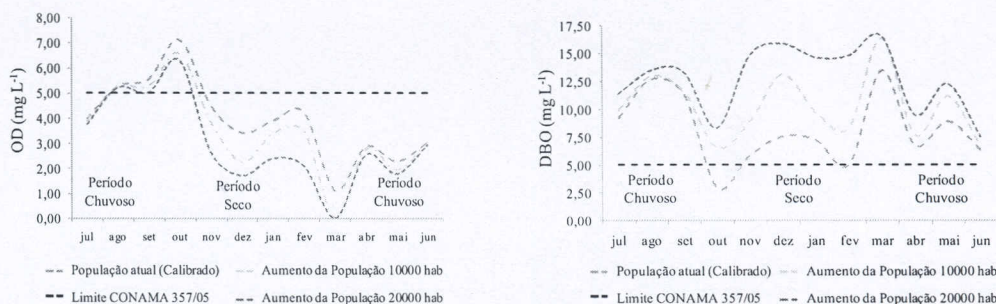 8,00
7,00
6,00
5,00
4,00
3,00
2,00
1,00
0,00
OD (mg L-1)
Período Chuvoso
Período Seco
Período Chuvoso
jul ago set out nov dez jan fev mar abr mai jun
População atual (Calibrado) Aumento da População 10000 hab
Limite CONAMA 357/05 Aumento da População 20000 hab
17,50
15,00
12,50
10,00
7,50
5,00
2,50
0,00
DBO (mg L-1)
Período Chuvoso
Período Seco
Período Chuvoso
jul ago set out nov dez jan fev mar abr mai jun
População atual (Calibrado) Aumento da População 10000 hab
Limite CONAMA 357/05 Aumento da População 20000 hab